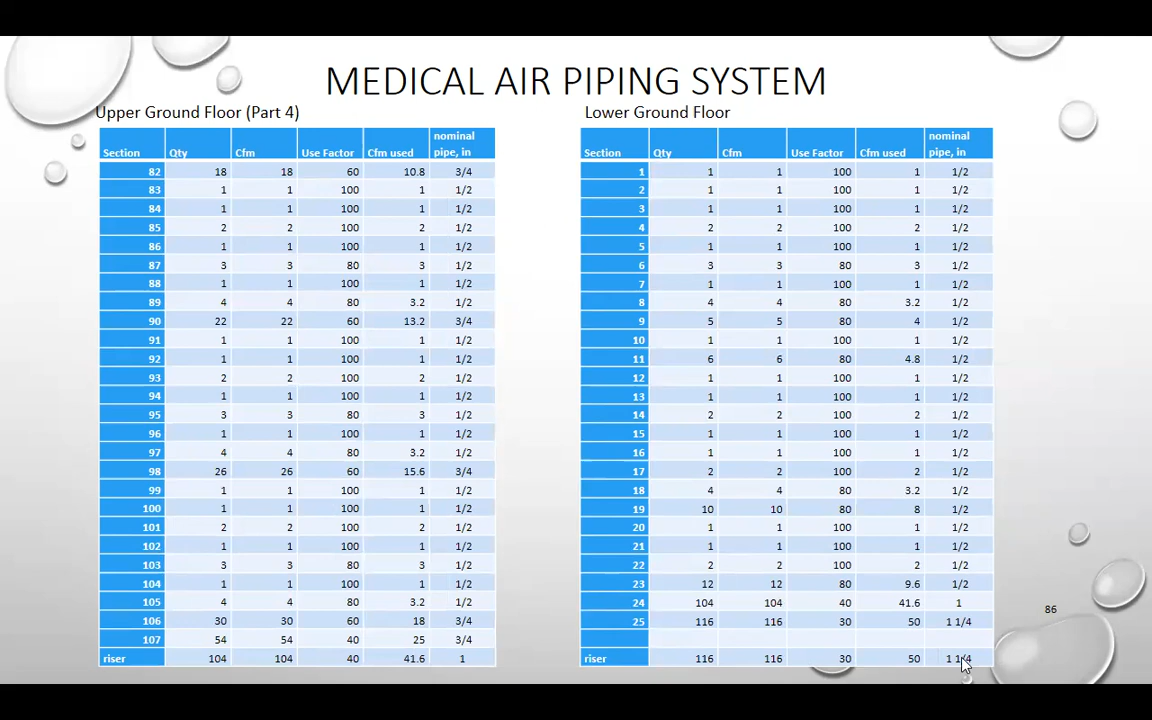 MEDICAL AIR PIPING SYSTEM
Upper Ground Floor (Part 4)
Section Qty Cfm Use Factor Cfm used nominal pipe, in
82 18 18 60 10.8 3/4
83 1 1 100 1 1/2
84 1 1 100 1 1/2
85 2 2 100 2 1/2
86 1 1 100 1 1/2
87 3 3 80 3 1/2
88 1 1 100 1 1/2
89 4 4 80 3.2 1/2
90 22 22 60 13.2 3/4
91 1 1 100 1 1/2
92 1 1 100 1 1/2
93 2 2 100 2 1/2
94 1 1 100 1 1/2
95 3 3 80 3 1/2
96 1 1 100 1 1/2
97 4 4 80 3.2 1/2
98 26 26 60 15.6 3/4
99 1 1 100 1 1/2
100 1 1 100 1 1/2
101 2 2 100 2 1/2
102 1 1 100 1 1/2
103 3 3 80 3 1/2
104 1 1 100 1 1/2
105 4 4 80 3.2 1/2
106 30 30 60 18 3/4
107 54 54 40 25 3/4
riser 104 104 40 41.6 1
Lower Ground Floor
Section Qty Cfm Use Factor Cfm used nominal pipe, in
1 1 1 100 1 1/2
2 1 1 100 1 1/2
3 1 1 100 1 1/2
4 2 2 100 2 1/2
5 1 1 100 1 1/2
6 3 3 80 3 1/2
7 1 1 100 1 1/2
8 4 4 80 3.2 1/2
9 5 5 80 4 1/2
10 1 1 100 1 1/2
11 6 6 80 4.8 1/2
12 1 1 100 1 1/2
13 1 1 100 1 1/2
14 2 2 100 2 1/2
15 1 1 100 1 1/2
16 1 1 100 1 1/2
17 2 2 100 2 1/2
18 4 4 80 3.2 1/2
19 10 10 80 8 1/2
20 1 1 100 1 1/2
21 1 1 100 1 1/2
22 2 2 100 2 1/2
23 12 12 80 9.6 1/2
24 104 104 40 41.6 1
25 116 116 30 50 1 1/4
riser 116 116 30 50 1 1/4
86